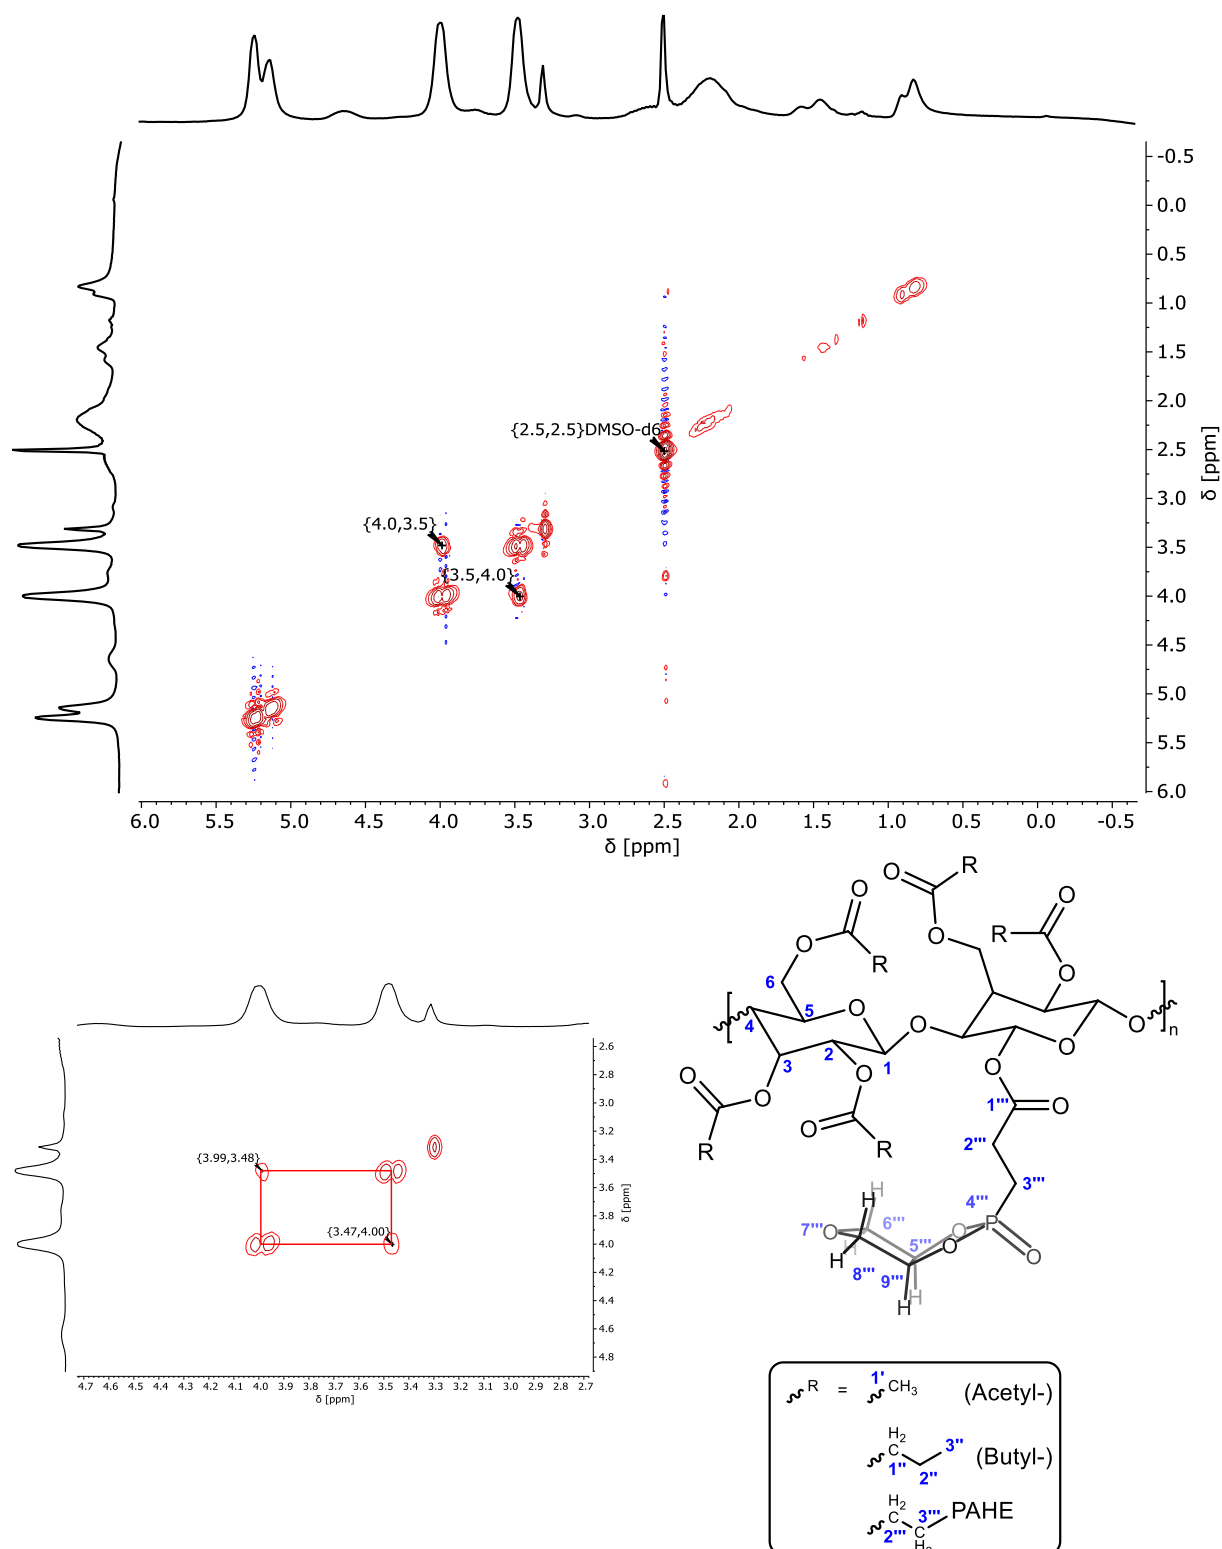 -0.5
0.0
0.5
1.0
1.5
2.0
2.5
3.0
3.5
4.0
4.5
5.0
5.5
6.0
δ [ppm]
{2.5,2.5}DMSO-d6
{4.0,3.5}
{3.5,4.0}
6.0 5.5 5.0 4.5 4.0 3.5 3.0 2.5 2.0 1.5 1.0 0.5 0.0 -0.5
δ [ppm]
2.6
2.8
3.0
3.2
3.4
3.6
3.8
4.0
4.2
4.4
4.6
4.8
δ [ppm]
{3.99,3.48}
{3.47,4.00}
4.7 4.6 4.5 4.4 4.3 4.2 4.1 4.0 3.9 3.8 3.7 3.6 3.5 3.4 3.3 3.2 3.1 3.0 2.9 2.8 2.7
δ [ppm]
O R
O O
R O
O O R O
6 R O
5 O
4 O O n
3 2 1 O
O O O O
O O 1''' O
R R 2'''
3'''
H H 4'''
7''' O 6''' O P
5''' O O
H H 8''' 9'''
H H
R = 1' CH3 (Acetyl-)
H2
C 3'' (Butyl-)
1'' 2''
H2
C 3''' PAHE
2''' C
H2